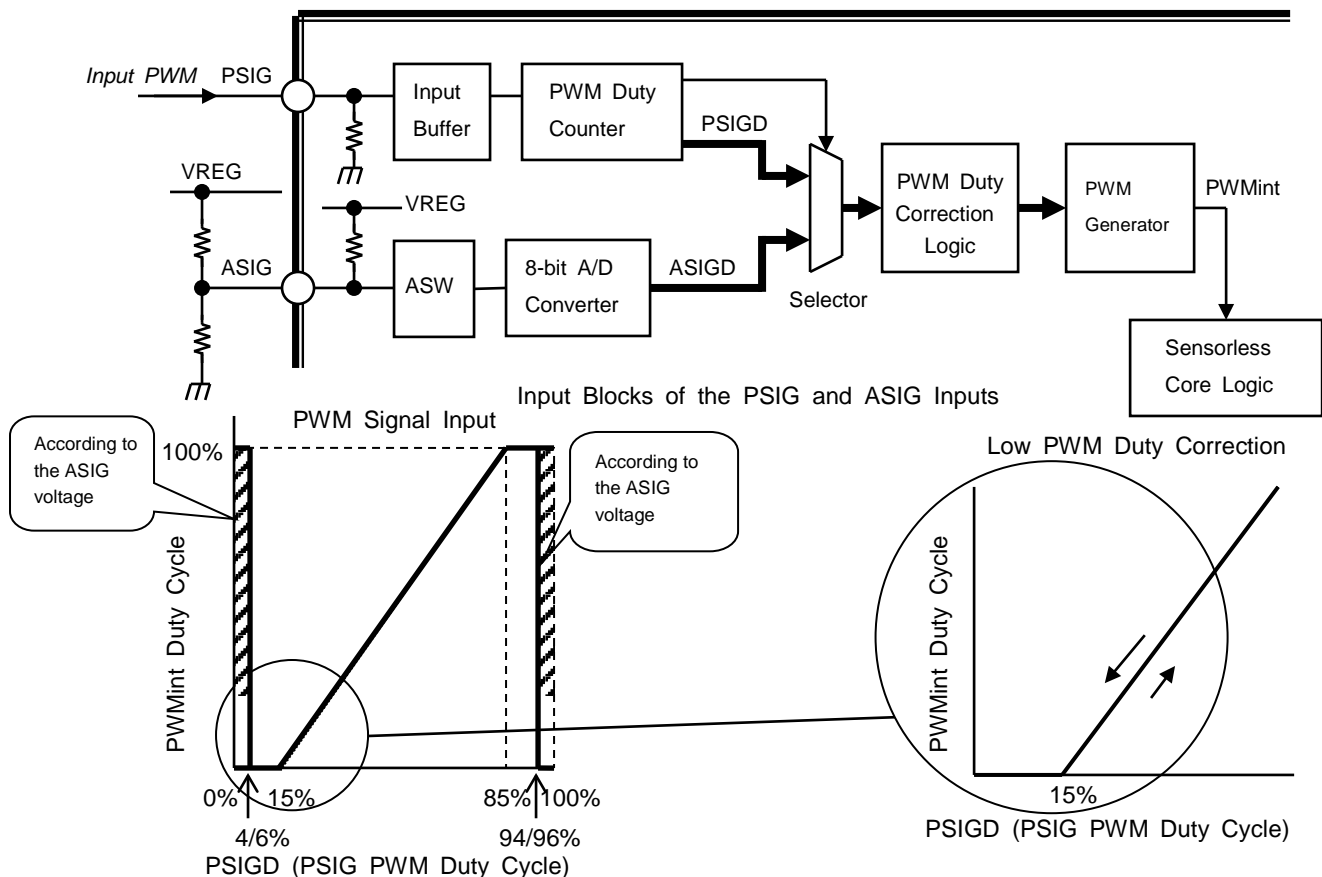 Input PWM
PSIG
Input
Buffer
PWM Duty
Counter
PSIGD
VREG
VREG
ASIG
ASW
8-bit A/D
Converter
ASIGD
Selector
PWM Duty
Correction
Logic
PWM
Generator
PWMint
Sensorless
Core Logic
Input Blocks of the PSIG and ASIG Inputs
PWM Signal Input
According to
the ASIG
voltage
100%
According to
the ASIG
voltage
PWMint Duty Cycle
0%
15%
85%
100%
4/6%
94/96%
PSIGD (PSIG PWM Duty Cycle)
Low PWM Duty Correction
PWMint Duty Cycle
15%
PSIGD (PSIG PWM Duty Cycle)